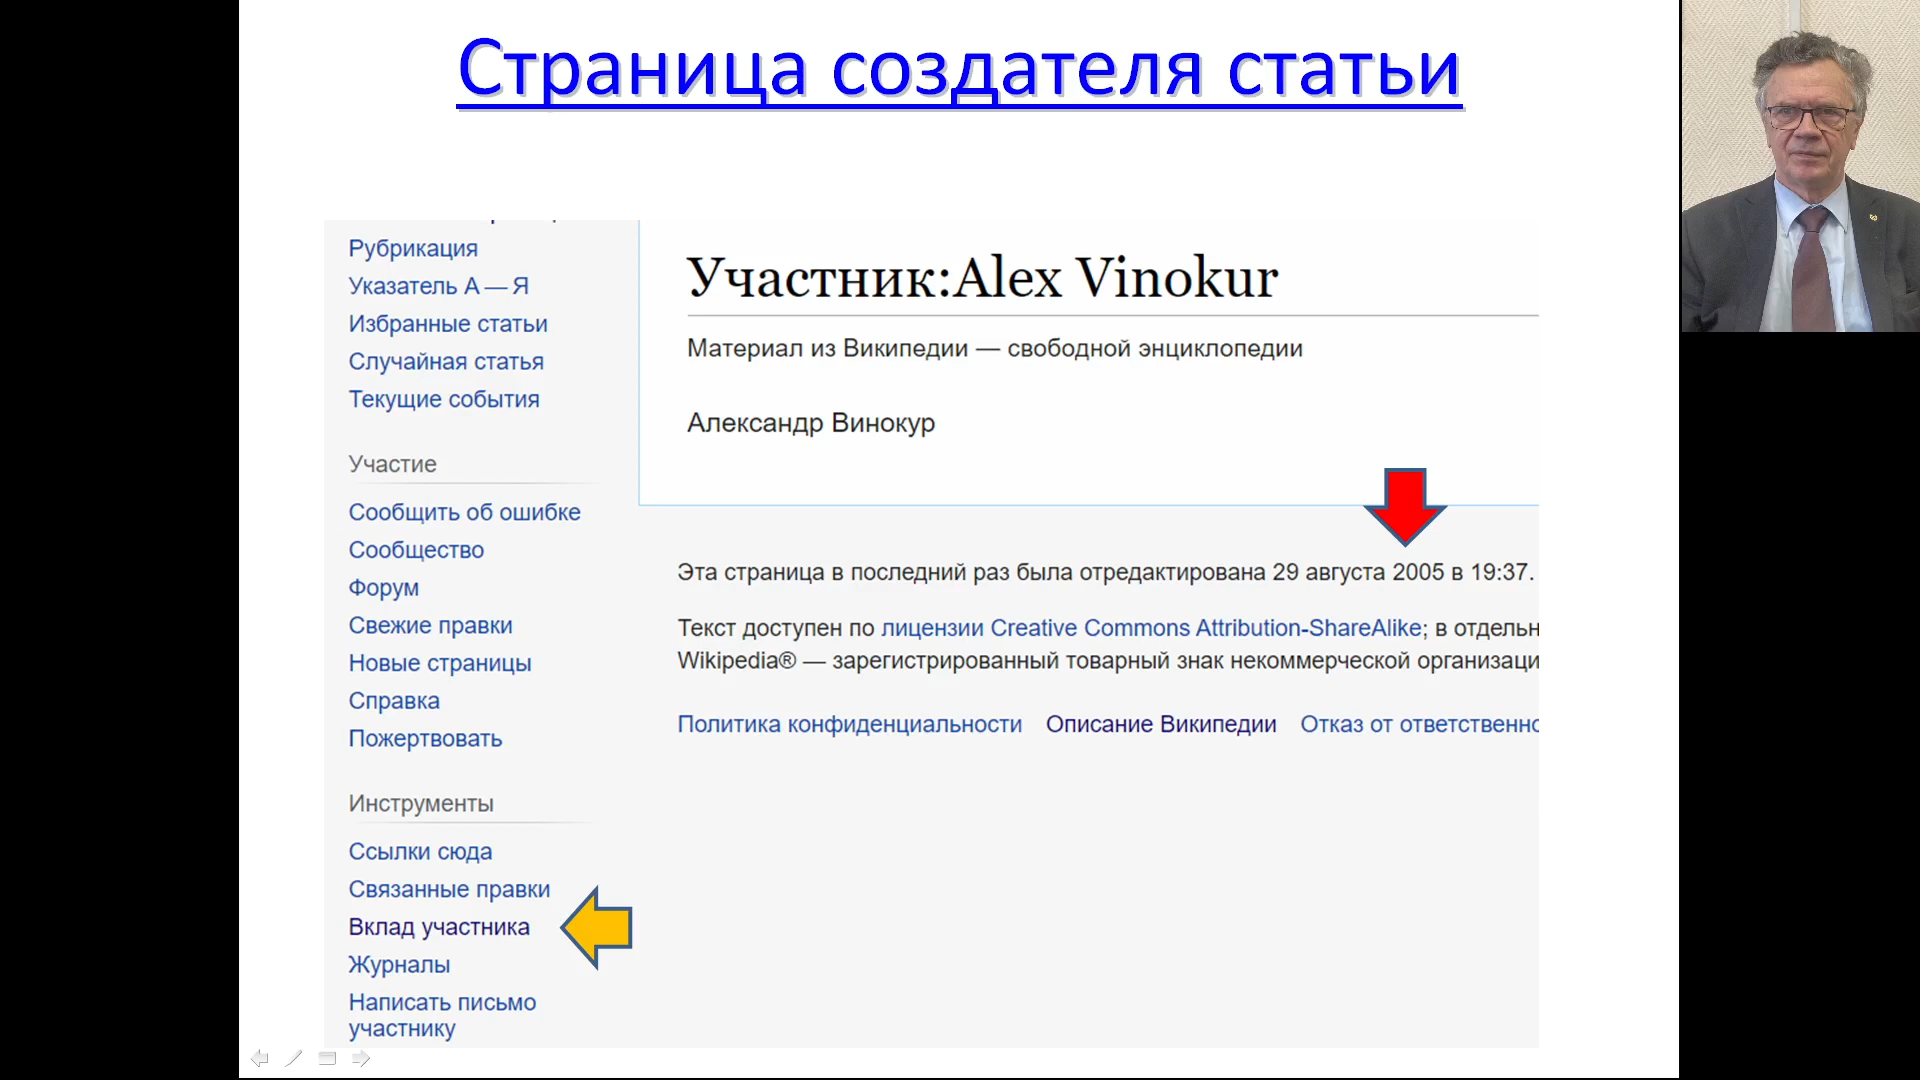 Страница создателя статьи
Рубрикация
Указатель А — Я
Избранные статьи
Случайная статья
Текущие события
Участие
Сообщить об ошибке
Сообщество
Форум
Свежие правки
Новые страницы
Справка
Пожертвовать
Инструменты
Ссылки сюда
Связанные правки
Вклад участника
Журналы
Написать письмо
участнику
Участник:Alex Vinokur
Материал из Википедии — свободной энциклопедии
Александр Винокур
Эта страница в последний раз была отредактирована 29 августа 2005 в 19:37.
Текст доступен по лицензии Creative Commons Attribution-ShareAlike; в отдельн
Wikipedia® — зарегистрированный товарный знак некоммерческой организаци
Политика конфиденциальности Описание Википедии Отказ от ответственно